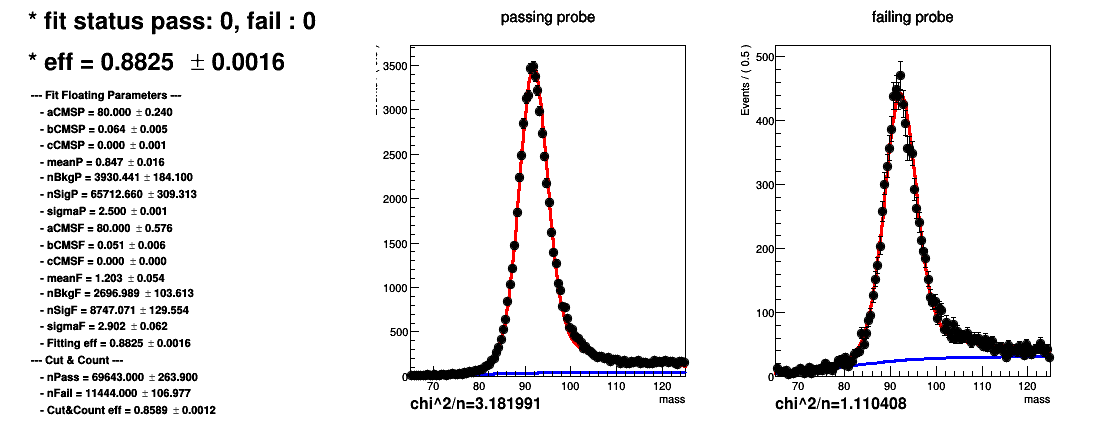 * fit status pass: 0, fail : 0
* eff = 0.8825 ± 0.0016
--- Fit Floating Parameters ---
- aCMSP = 80.000 ± 0.240
- bCMSP = 0.064 ± 0.005
- cCMSP = 0.000 ± 0.001
- meanP = 0.847 ± 0.016
- nBkgP = 3930.441 ± 184.100
- nSigP = 65712.660 ± 309.313
- sigmaP = 2.500 ± 0.001
- aCMSF = 80.000 ± 0.576
- bCMSF = 0.051 ± 0.006
- cCMSF = 0.000 ± 0.000
- meanF = 1.203 ± 0.054
- nBkgF = 2696.989 ± 103.613
- nSigF = 8747.071 ± 129.554
- sigmaF = 2.902 ± 0.062
- Fitting eff = 0.8825 ± 0.0016
--- Cut & Count ---
- nPass = 69643.000 ± 263.900
- nFail = 11444.000 ± 106.977
- Cut&Count eff = 0.8589 ± 0.0012
passing probe
3500
3000
2500
2000
1500
1000
500
0
70 80 90 100 110 120
mass
chi^2/n=3.181991
failing probe
Events / ( 0.5 )
500
400
300
200
100
0
70 80 90 100 110 120
mass
chi^2/n=1.110408